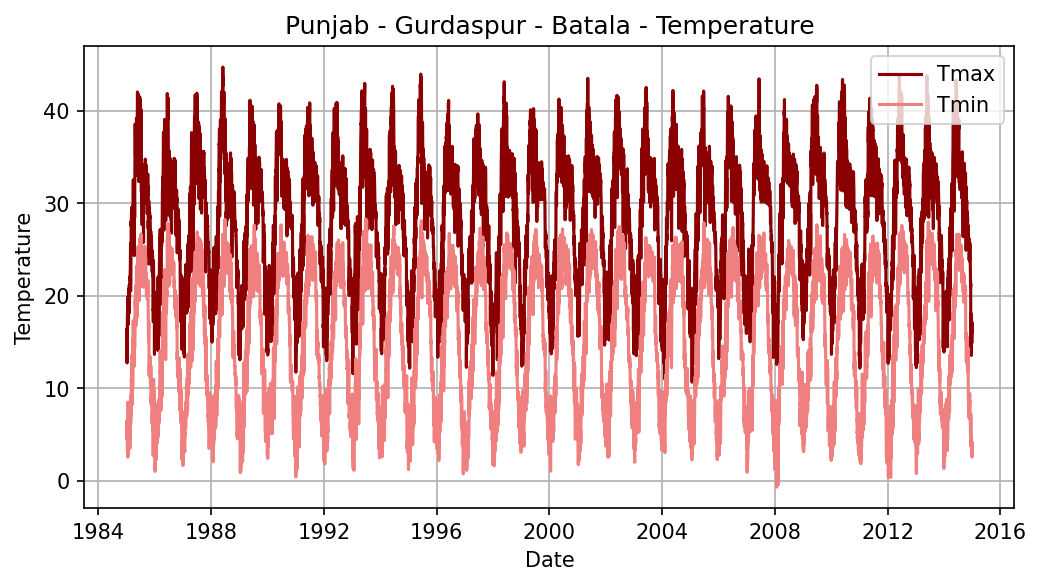 Punjab - Gurdaspur - Batala - Temperature
Tmax
Tmin
Temperature
40
30
20
10
0
1984 1988 1992 1996 2000 2004 2008 2012 2016
Date